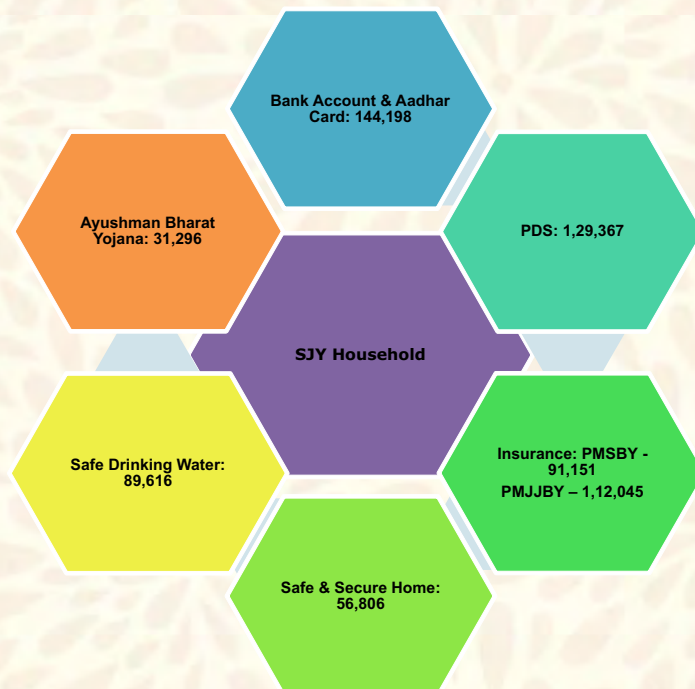 Bank Account & Aadhar
Card: 144,198
Ayushman Bharat
Yojana: 31,296
PDS: 1,29,367
SJY Household
Safe Drinking Water:
89,616
Insurance: PMSBY -
91,151
PMJJBY – 1,12,045
Safe & Secure Home:
56,806